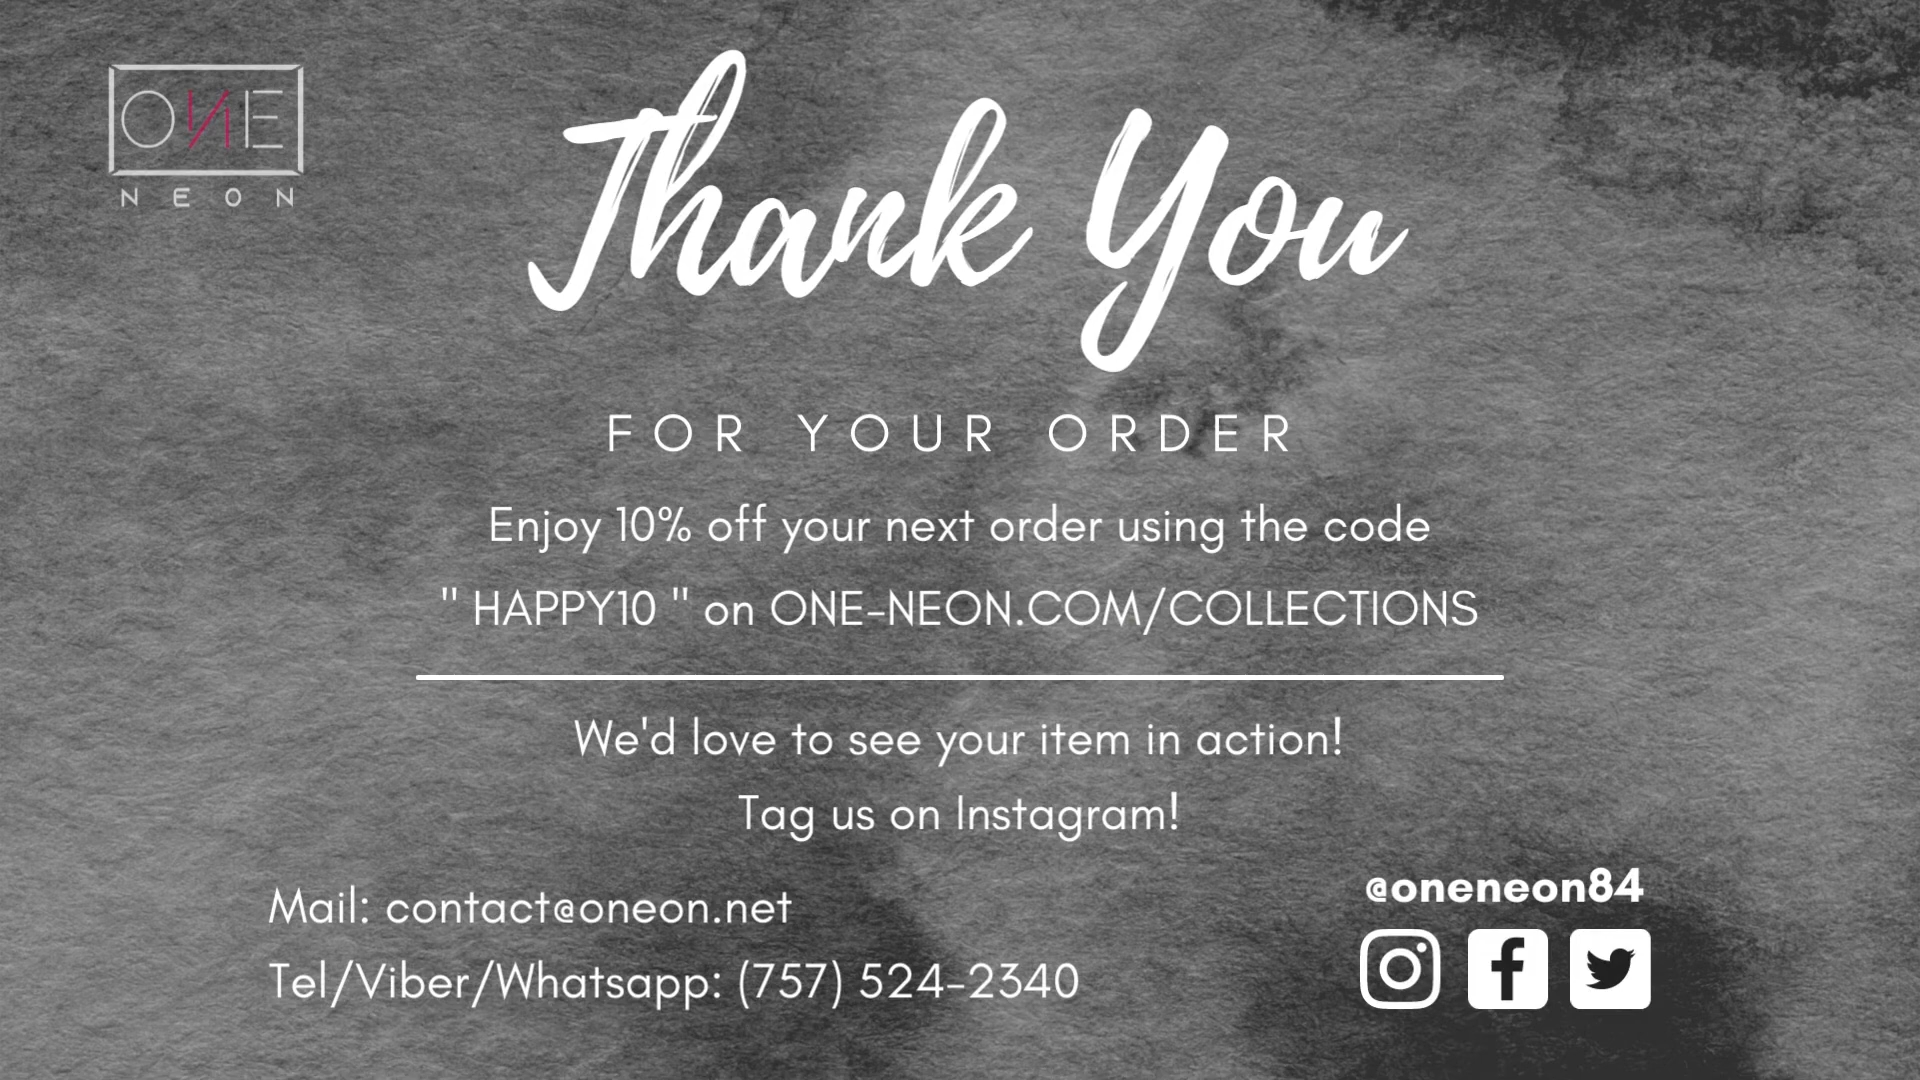 ONE
NEON
Thank You
FOR YOUR ORDER
Enjoy 10% off your next order using the code
" HAPPY10 " on ONE-NEON.COM/COLLECTIONS
We'd love to see your item in action!
Tag us on Instagram!
Mail: contact@oneon.net
Tel/Viber/Whatsapp: (757) 524-2340
@oneneon84